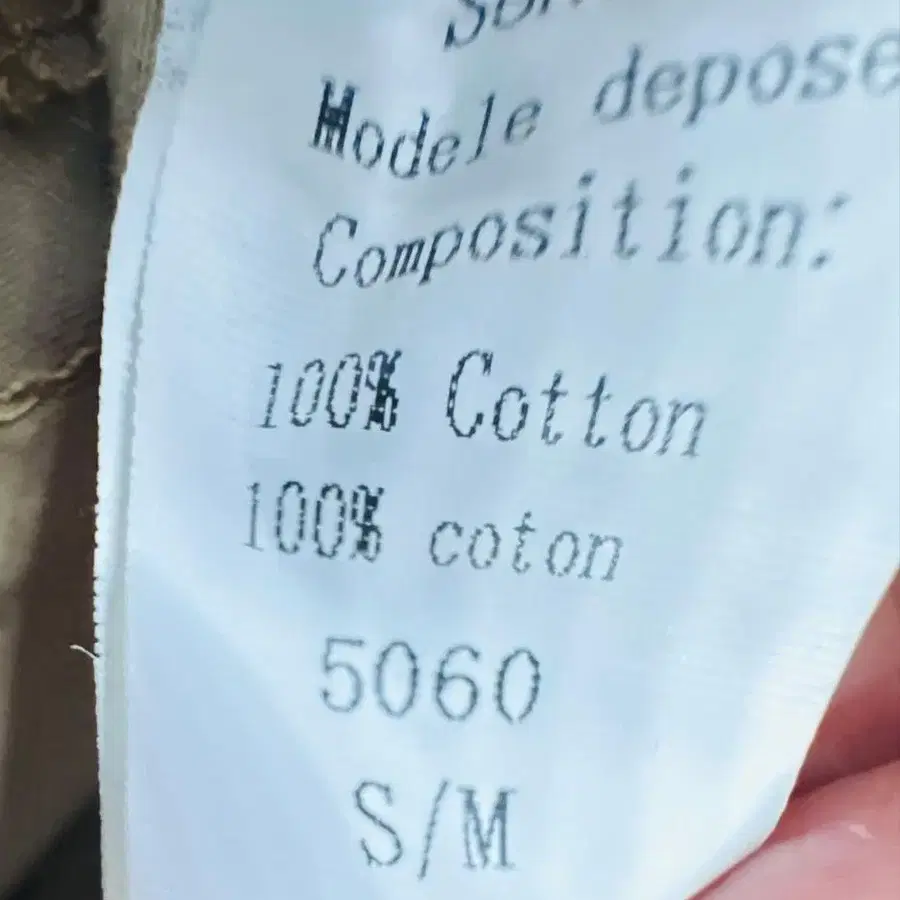 Modele depose
Composition:
100% Cotton
100% coton
5060
S/M